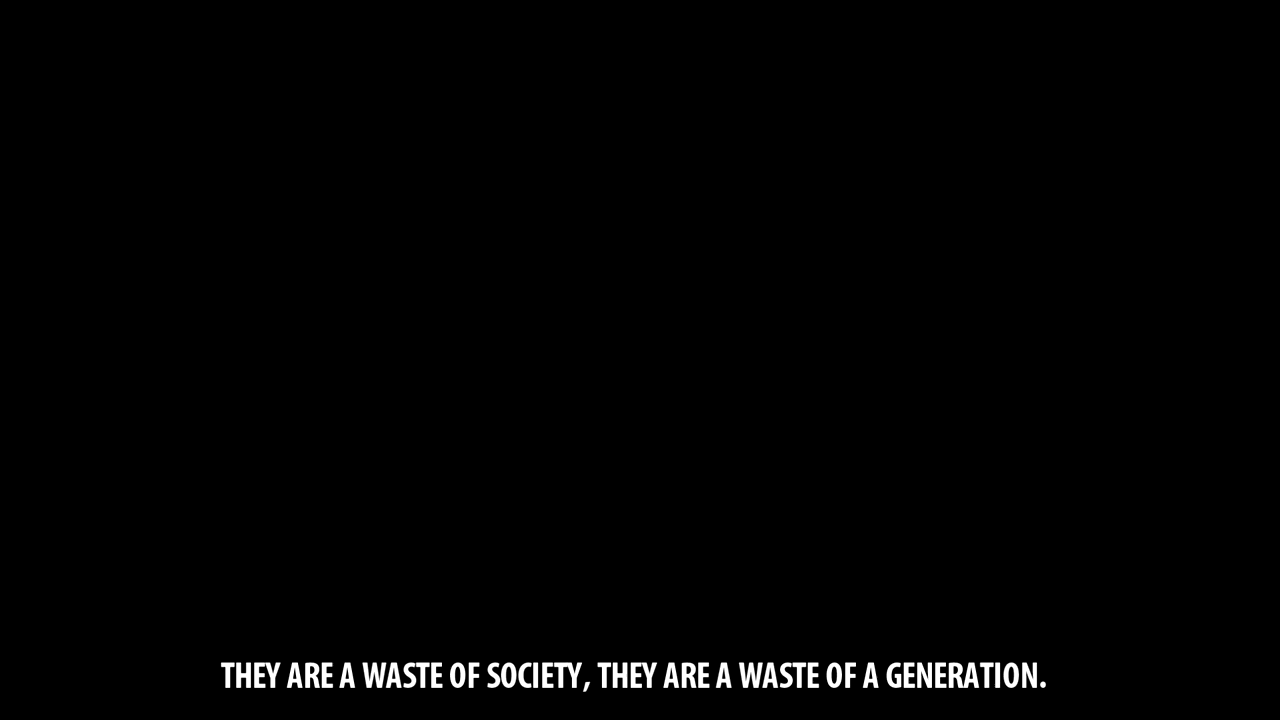 THEY ARE A WASTE OF SOCIETY, THEY ARE A WASTE OF A GENERATION.